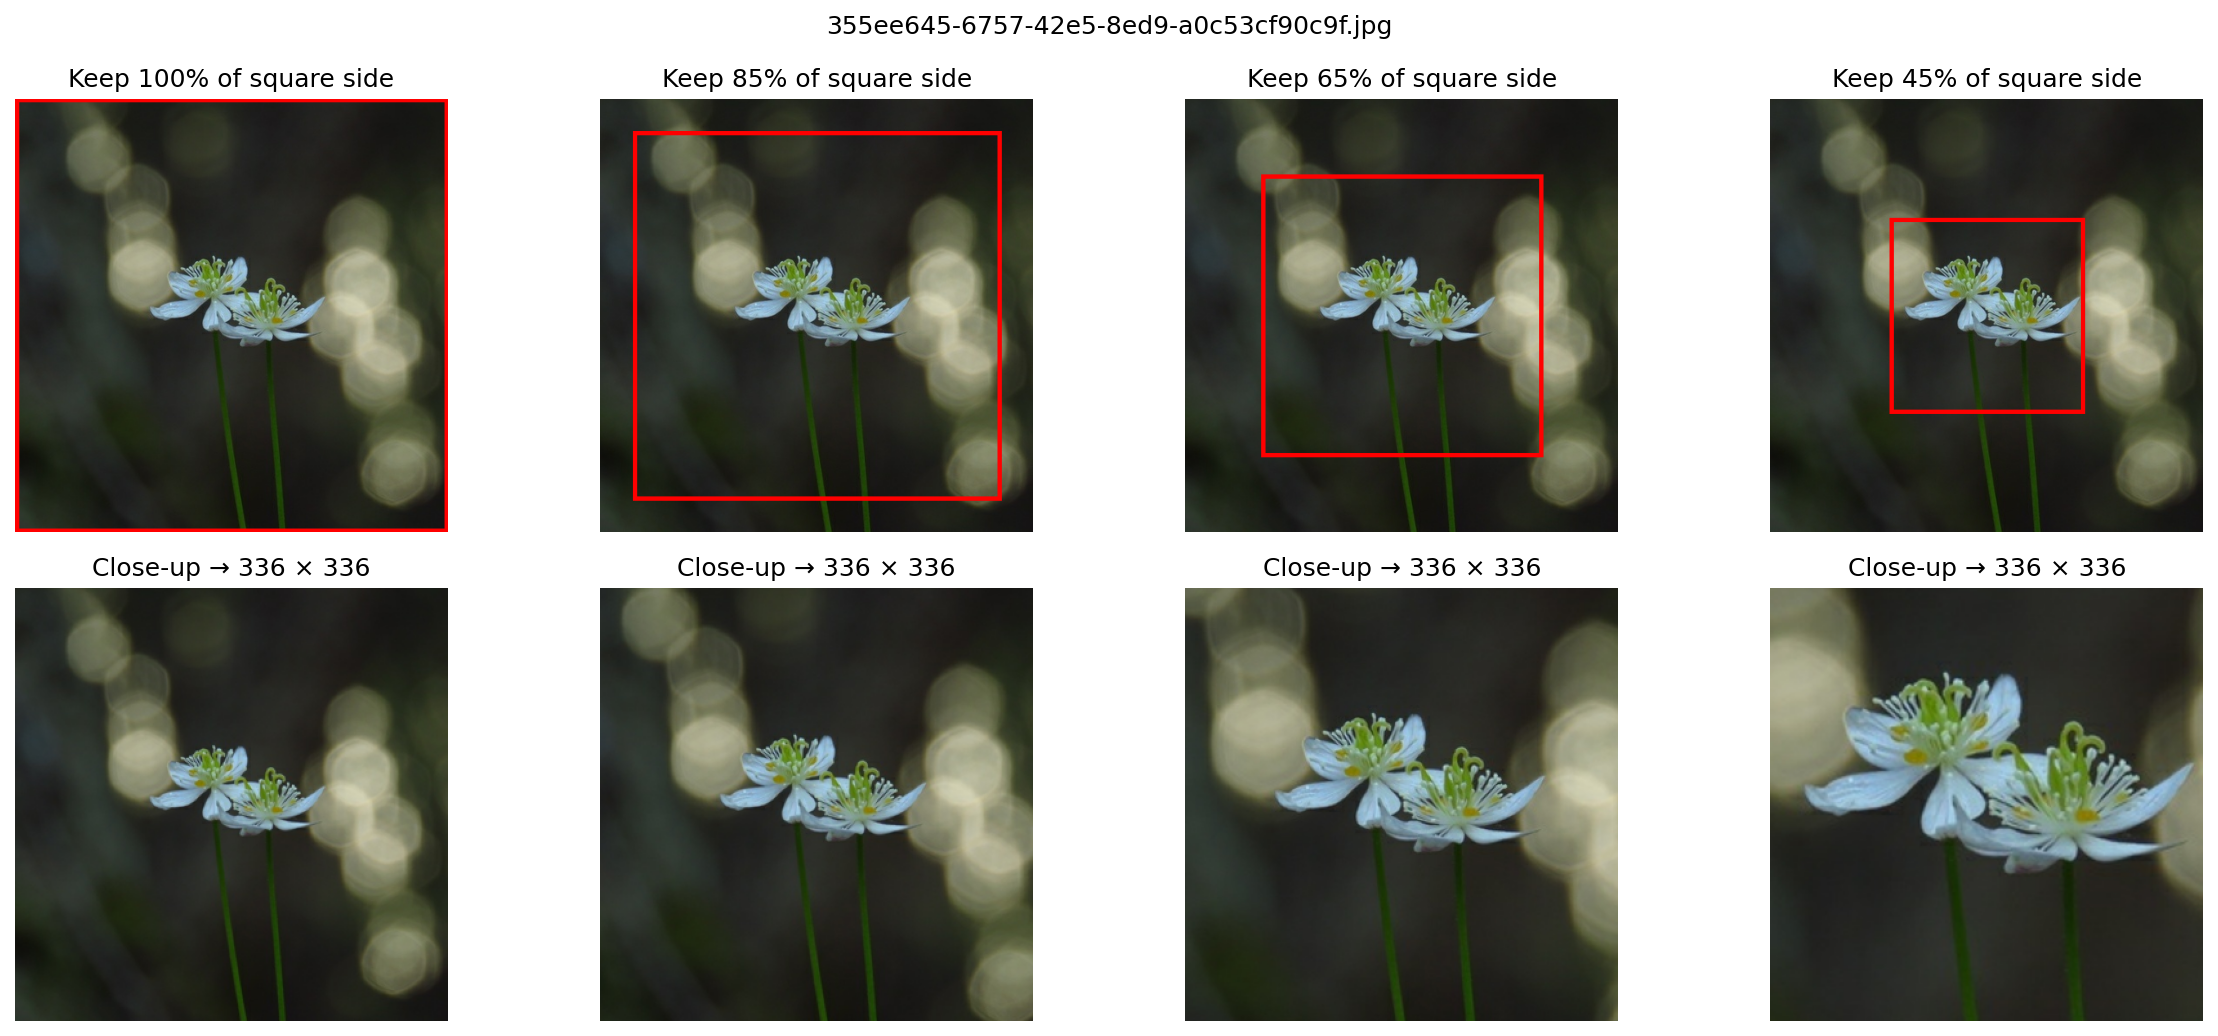 355ee645-6757-42e5-8ed9-a0c53cf90c9f.jpg
Keep 100% of square side
Keep 85% of square side
Keep 65% of square side
Keep 45% of square side
Close-up → 336 × 336
Close-up → 336 × 336
Close-up → 336 × 336
Close-up → 336 × 336